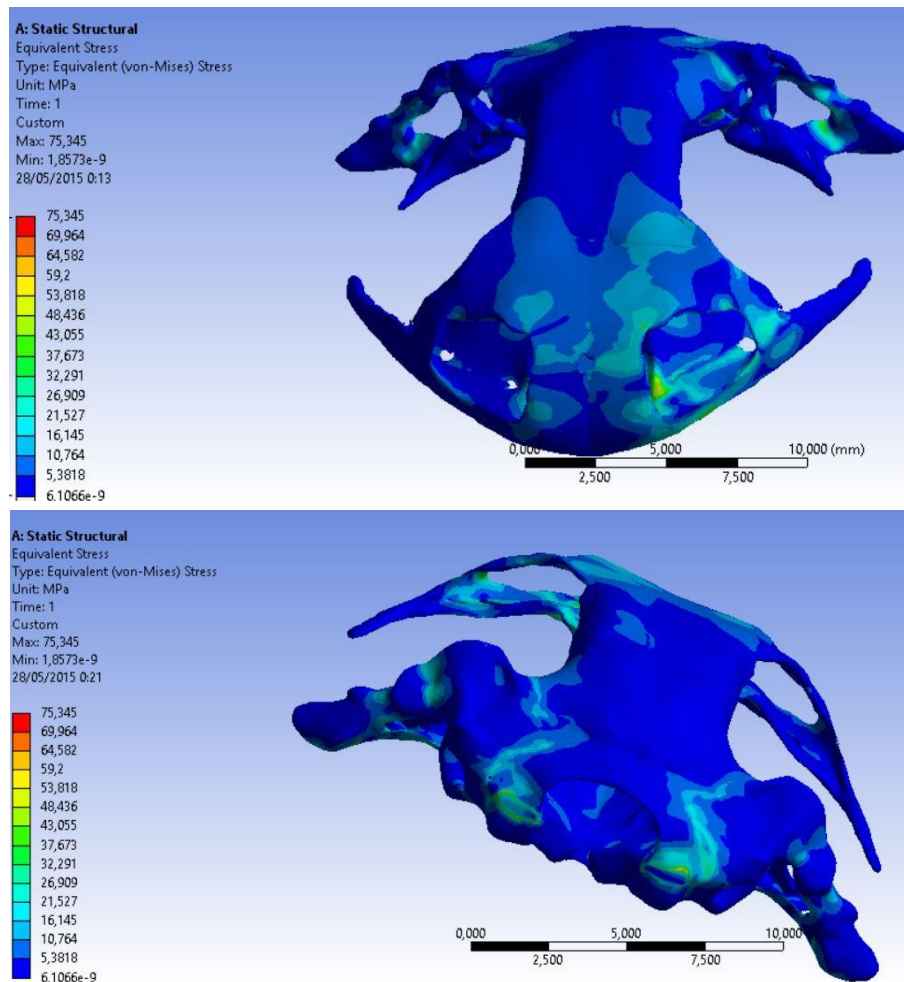 A: Static Structural
Equivalent Stress
Type: Equivalent (von-Mises) Stress
Unit: MPa
Time: 1
Custom
Max: 75,345
Min: 1,8573e-9
28/05/2015 0:13
75,345
69,964
64,582
59,2
53,818
48,436
43,055
37,673
32,291
26,909
21,527
16,145
10,764
5,3818
6.1066e-9
0,000 5,000 10,000 (mm)
2,500 7,500
A: Static Structural
Equivalent Stress
Type: Equivalent (von-Mises) Stress
Unit: MPa
Time: 1
Custom
Max: 75,345
Min: 1,8573e-9
28/05/2015 0:21
75,345
69,964
64,582
59,2
53,818
48,436
43,055
37,673
32,291
26,909
21,527
16,145
10,764
5,3818
6.1066e-9
0,000 5,000 10,000
2,500 7,500